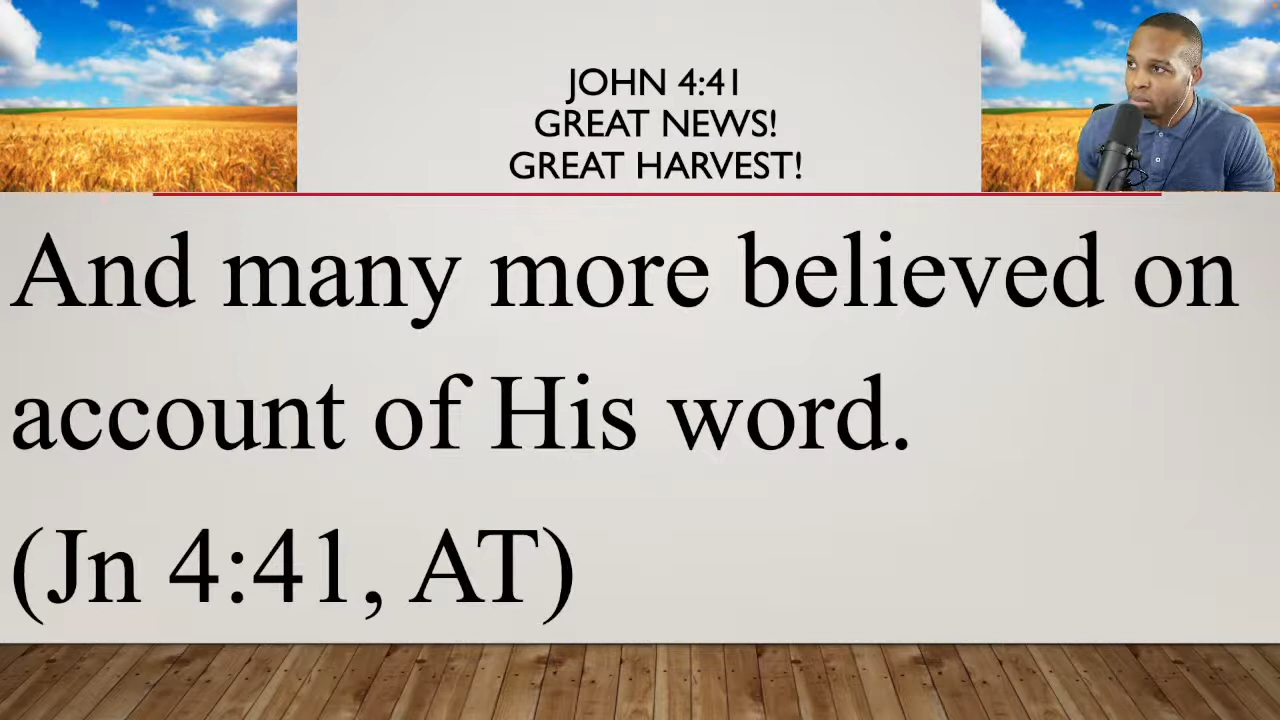 JOHN 4:41
GREAT NEWS!
GREAT HARVEST!
And many more believed on
account of His word.
(Jn 4:41, AT)